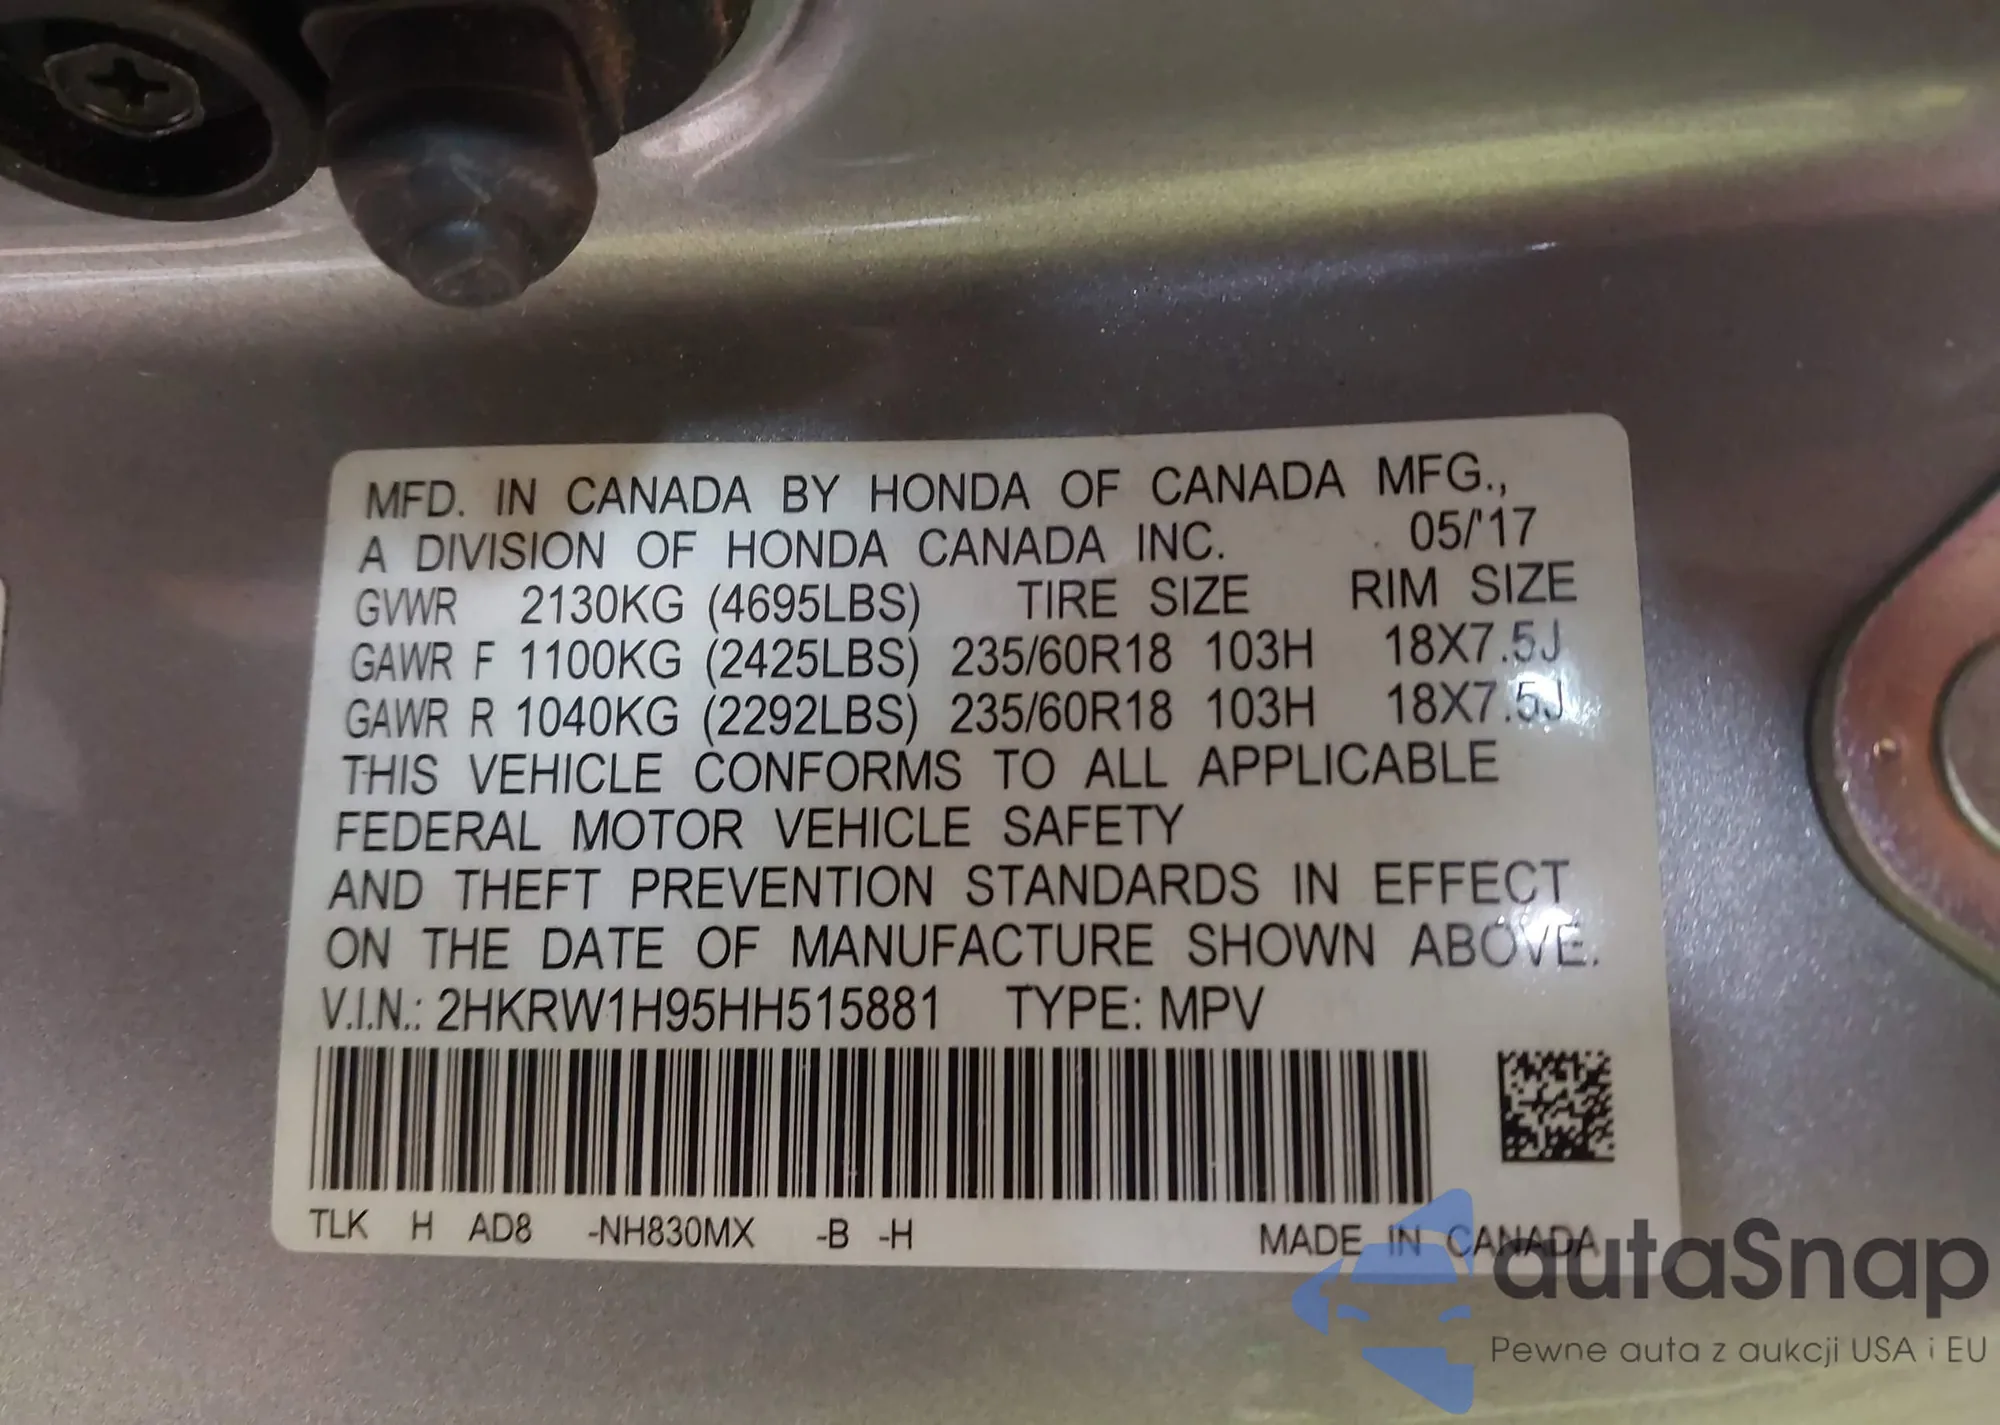 MFD. IN CANADA BY HONDA OF CANADA MFG.,
A DIVISION OF HONDA CANADA INC. 05/'17
GVWR 2130KG (4695LBS) TIRE SIZE RIM SIZE
GAWR F 1100KG (2425LBS) 235/60R18 103H 18X7.5J
GAWR R 1040KG (2292LBS) 235/60R18 103H 18X7.5J
THIS VEHICLE CONFORMS TO ALL APPLICABLE
FEDERAL MOTOR VEHICLE SAFETY
AND THEFT PREVENTION STANDARDS IN EFFECT
ON THE DATE OF MANUFACTURE SHOWN ABOVE.
V.I.N.: 2HKRW1H95HH515881 TYPE: MPV
TLK H AD8 -NH830MX -B -H MADE IN CANADA
autaSnap
Pewne auta z aukcji USA i EU